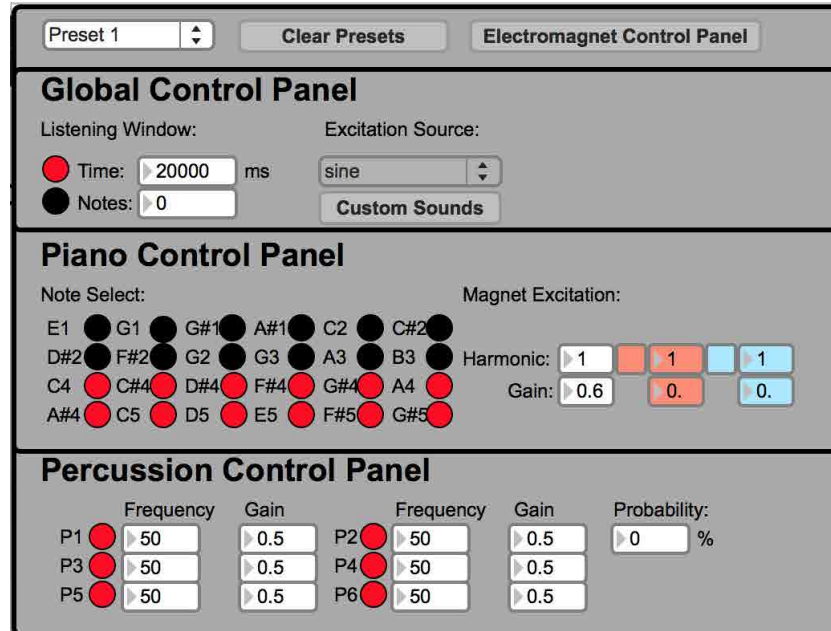 Preset 1 Clear Presets Electromagnet Control Panel
Global Control Panel
Listening Window: Excitation Source:
Time: 20000 ms sine
Notes: 0 Custom Sounds
Piano Control Panel
Note Select: Magnet Excitation:
E1 G1 G#1 A#1 C2 C#2
D#2 F#2 G2 G3 A3 B3 Harmonic: 1 1 1
C4 C#4 D#4 F#4 G#4 A4 Gain: 0.6 0. 0.
A#4 C5 D5 E5 F#5 G#5
Percussion Control Panel
Frequency Gain Frequency Gain Probability:
P1 50 0.5 P2 50 0.5 0 %
P3 50 0.5 P4 50 0.5
P5 50 0.5 P6 50 0.5